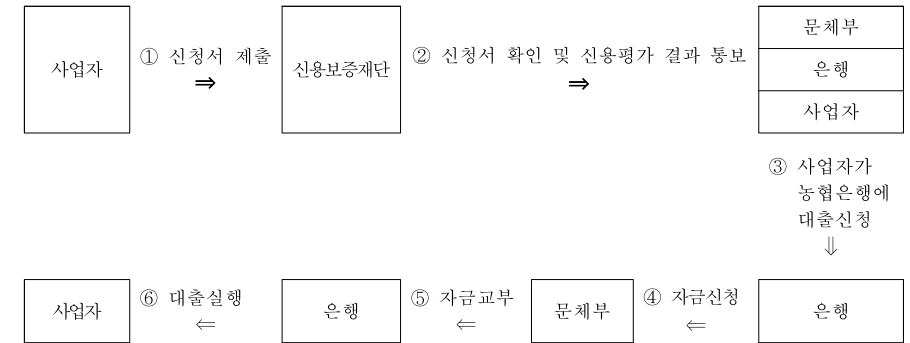 사업자
① 신청서 제출
⇒
신용보증재단
② 신청서 확인 및 신용평가 결과 통보
⇒
문체부
은행
사업자
③ 사업자가
농협은행에
대출신청
⇓
사업자
⑥ 대출실행
⇐
은행
⑤ 자금교부
⇐
문체부
④ 자금신청
⇐
은행